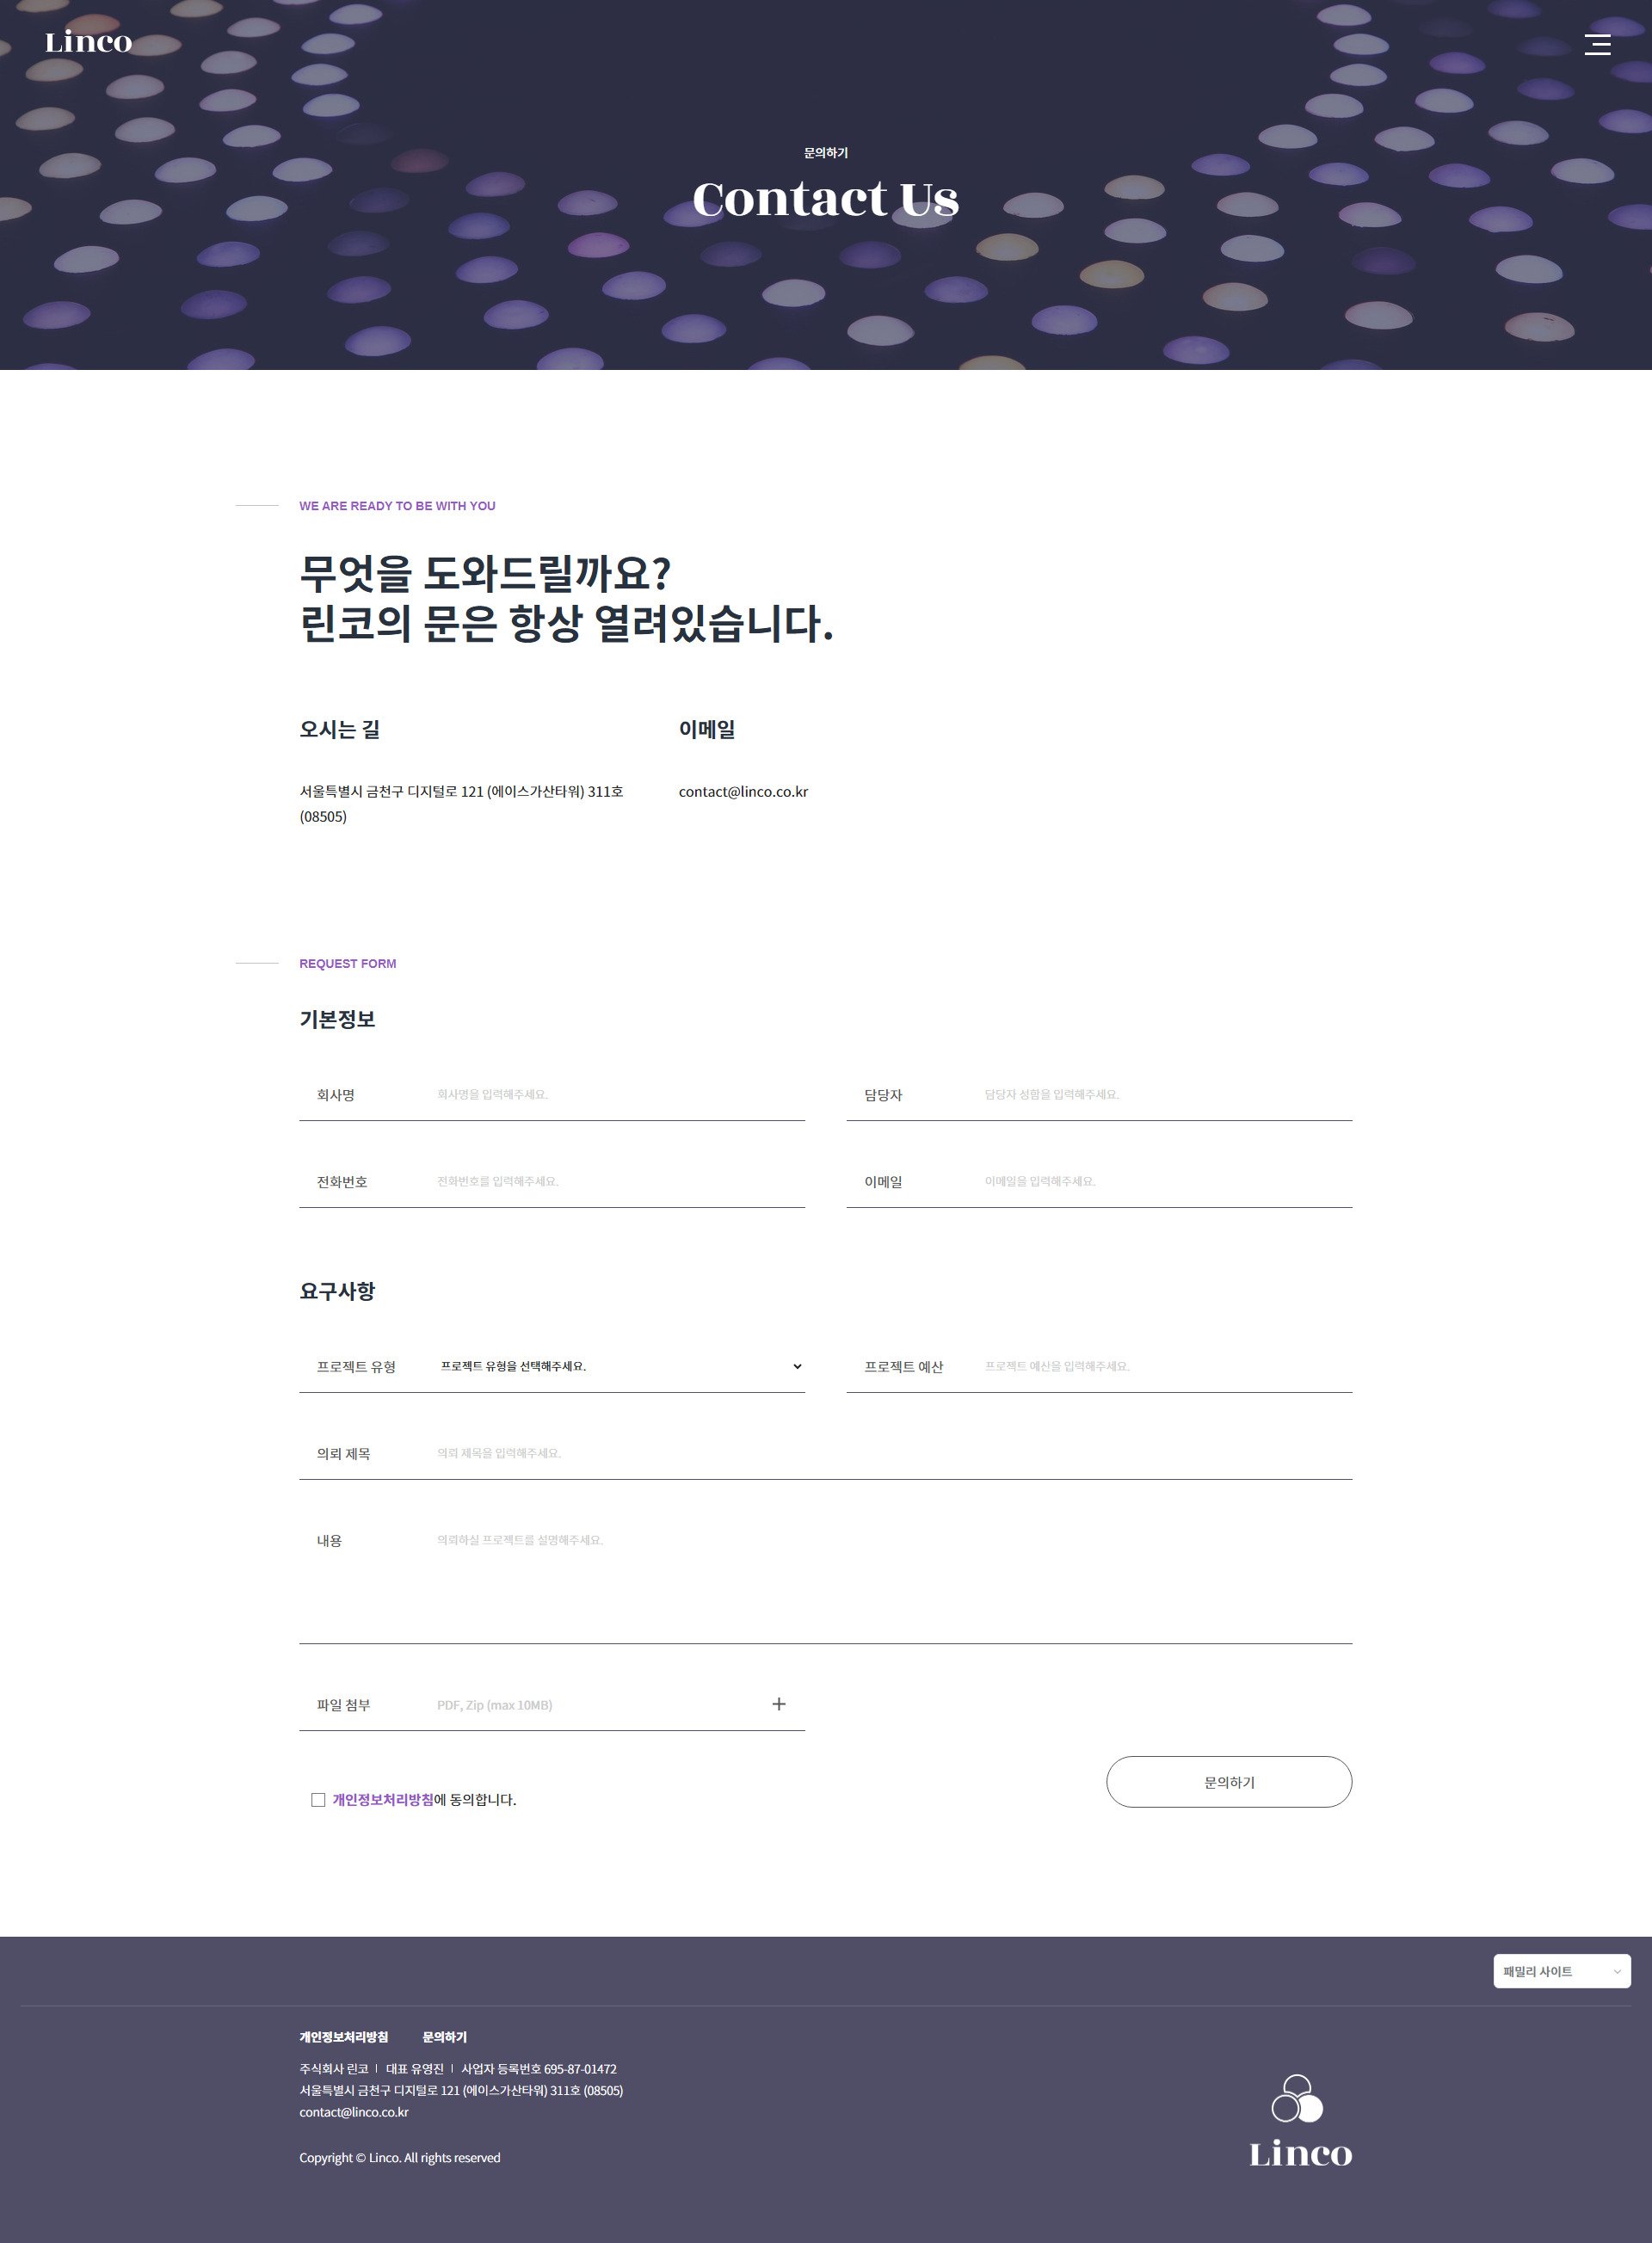 Linco
문의하기
Contact Us
WE ARE READY TO BE WITH YOU
무엇을 도와드릴까요?
린코의 문은 항상 열려있습니다.
오시는 길
서울특별시 금천구 디지털로 121 (에이스가산타워) 311호
(08505)
이메일
contact@linco.co.kr
REQUEST FORM
기본정보
회사명 회사명을 입력해주세요.
담당자 담당자 성함을 입력해주세요.
전화번호 전화번호를 입력해주세요.
이메일 이메일을 입력해주세요.
요구사항
프로젝트 유형 프로젝트 유형을 선택해주세요.
프로젝트 예산 프로젝트 예산을 입력해주세요.
의뢰 제목 의뢰 제목을 입력해주세요.
내용 의뢰하실 프로젝트를 설명해주세요.
파일 첨부 PDF, Zip (max 10MB)
개인정보처리방침에 동의합니다.
문의하기
패밀리 사이트
개인정보처리방침 문의하기
주식회사 린코 | 대표 유영진 | 사업자 등록번호 695-87-01472
서울특별시 금천구 디지털로 121 (에이스가산타워) 311호 (08505)
contact@linco.co.kr
Copyright © Linco. All rights reserved
Linco